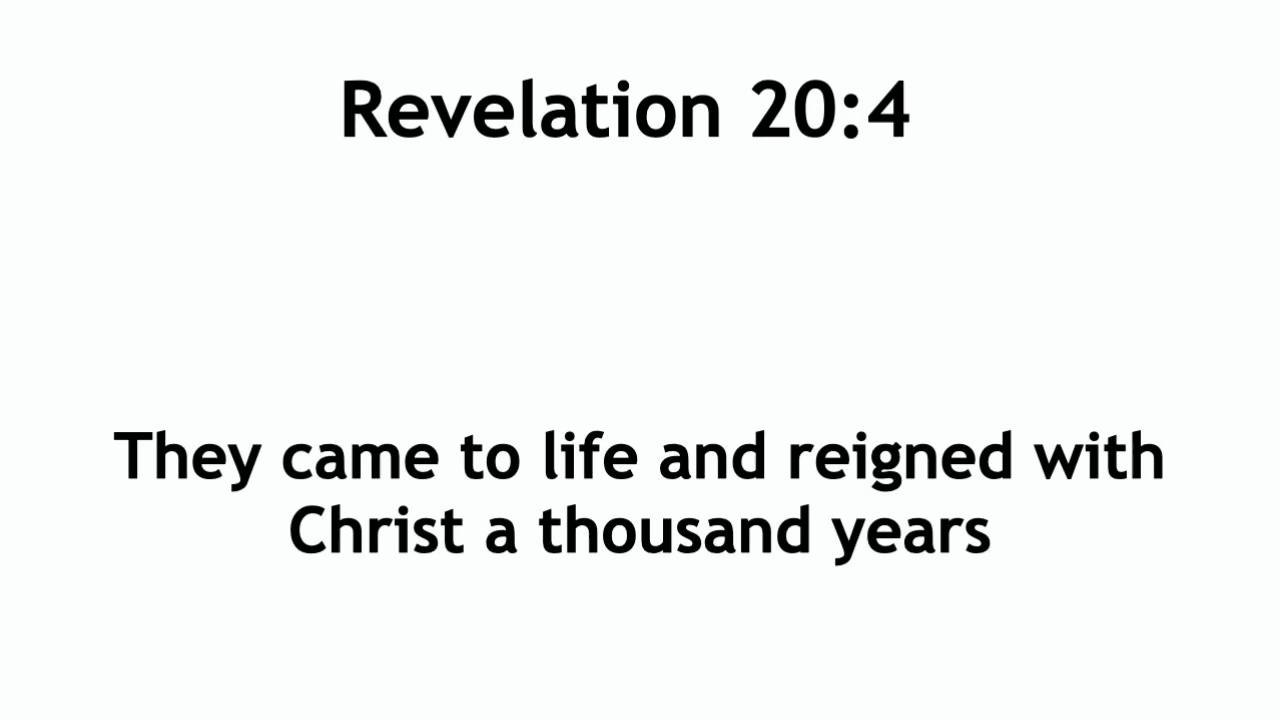 Revelation 20:4
They came to life and reigned with
Christ a thousand years